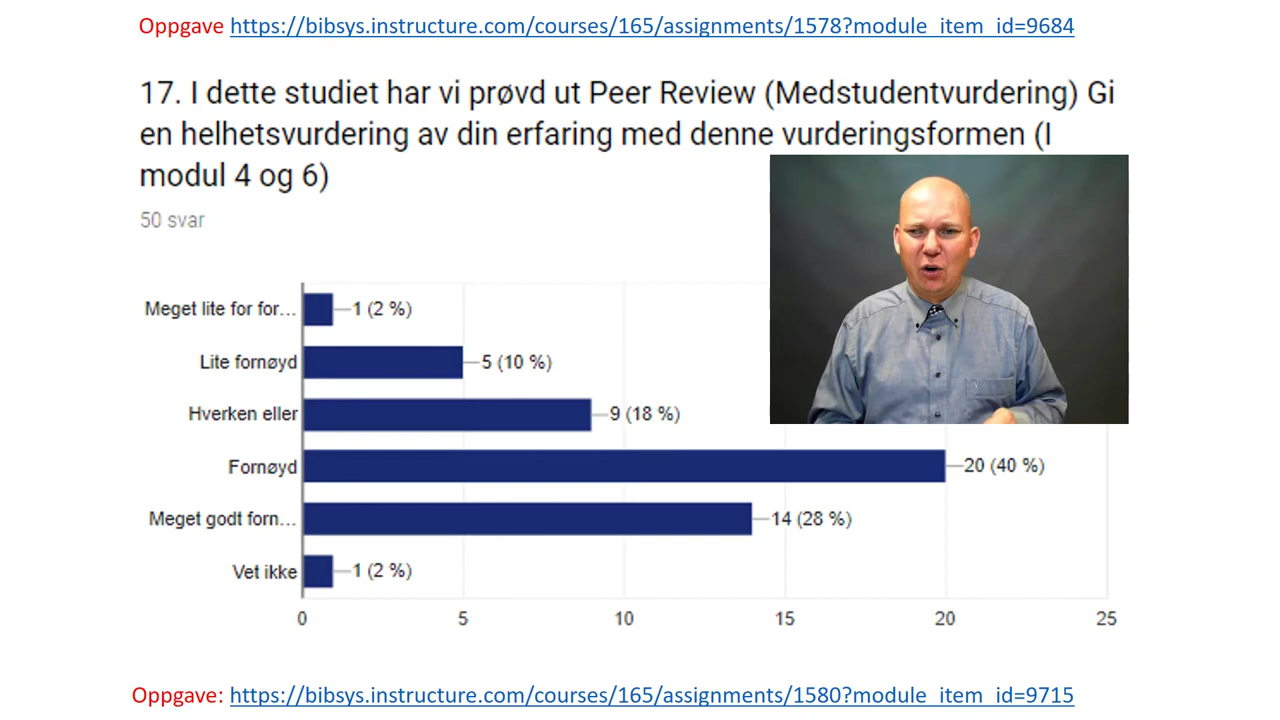 Oppgave https://bibsys.instructure.com/courses/165/assignments/1578?module_item_id=9684
17. I dette studiet har vi prøvd ut Peer Review (Medstudentvurdering) Gi
en helhetsvurdering av din erfaring med denne vurderingsformen (I
modul 4 og 6)
50 svar
Meget lite for for... 1 (2 %)
Lite fornøyd 5 (10 %)
Hverken eller 9 (18 %)
Fornøyd 20 (40 %)
Meget godt forn... 14 (28 %)
Vet ikke 1 (2 %)
0 5 10 15 20 25
Oppgave: https://bibsys.instructure.com/courses/165/assignments/1580?module_item_id=9715